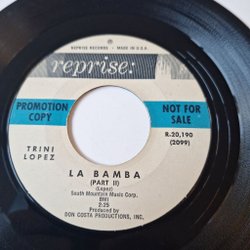 REPRISE RECORDS • MADE IN U.S.A.
reprise:
PROMOTION COPY
NOT FOR SALE
R-20,190
(2099)
TRINI LOPEZ
LA BAMBA
(PART II)
(Lopez)
South Mountain Music Corp.
BMI
2:25
Produced by
DON COSTA PRODUCTIONS, INC.